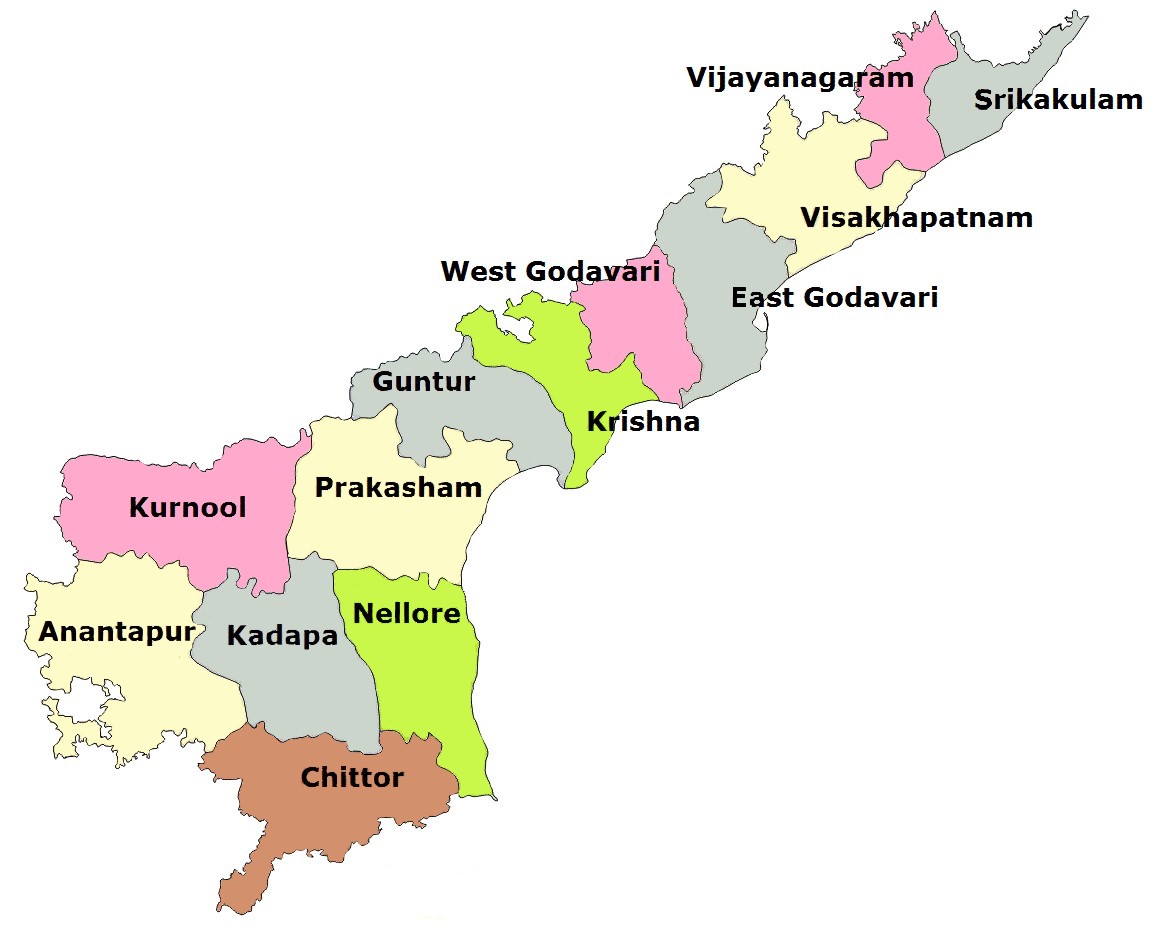 Vijayanagaram
Srikakulam
Visakhapatnam
West Godavari
East Godavari
Guntur
Krishna
Prakasham
Kurnool
Nellore
Anantapur
Kadapa
Chittor